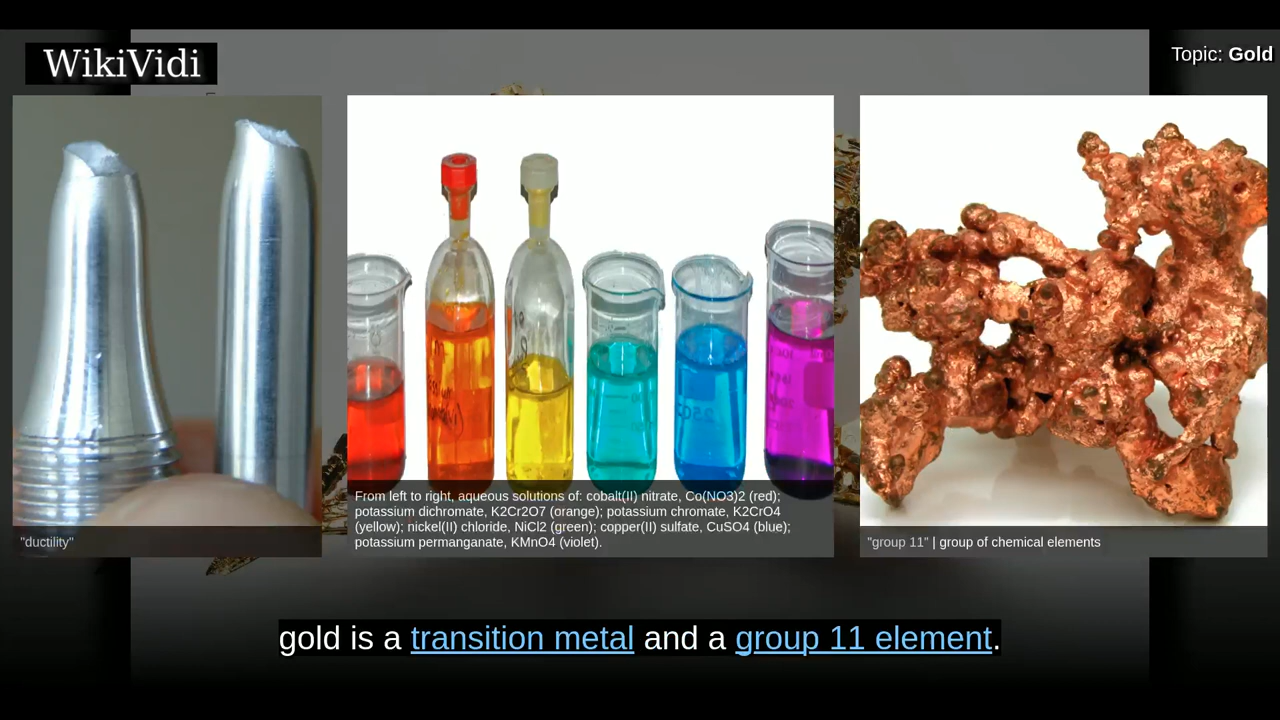 WikiVidi
Topic: Gold
"ductility"
From left to right, aqueous solutions of: cobalt(II) nitrate, Co(NO3)2 (red);
potassium dichromate, K2Cr2O7 (orange); potassium chromate, K2CrO4
(yellow); nickel(II) chloride, NiCl2 (green); copper(II) sulfate, CuSO4 (blue);
potassium permanganate, KMnO4 (violet).
"group 11" | group of chemical elements
gold is a transition metal and a group 11 element.